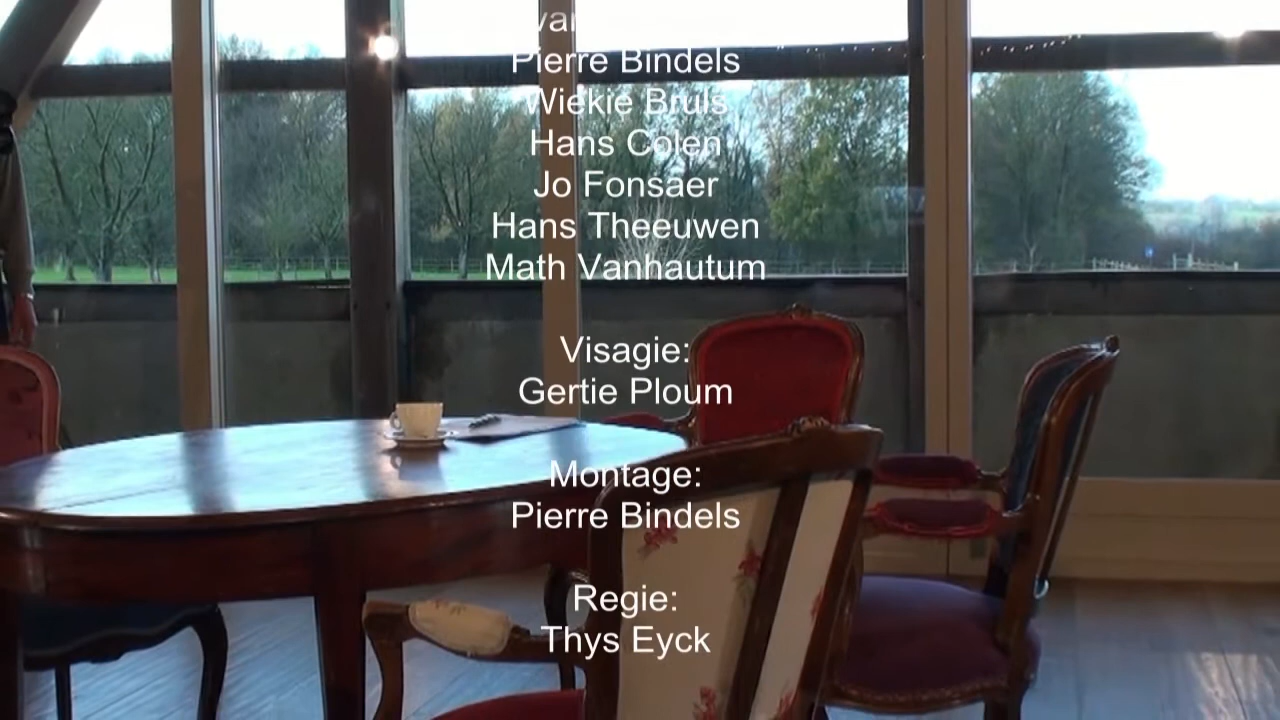 Pierre Bindels
Wiekie Bruls
Hans Colen
Jo Fonsaer
Hans Theeuwen
Math Vanhautum
Visagie:
Gertie Ploum
Montage:
Pierre Bindels
Regie:
Thys Eyck